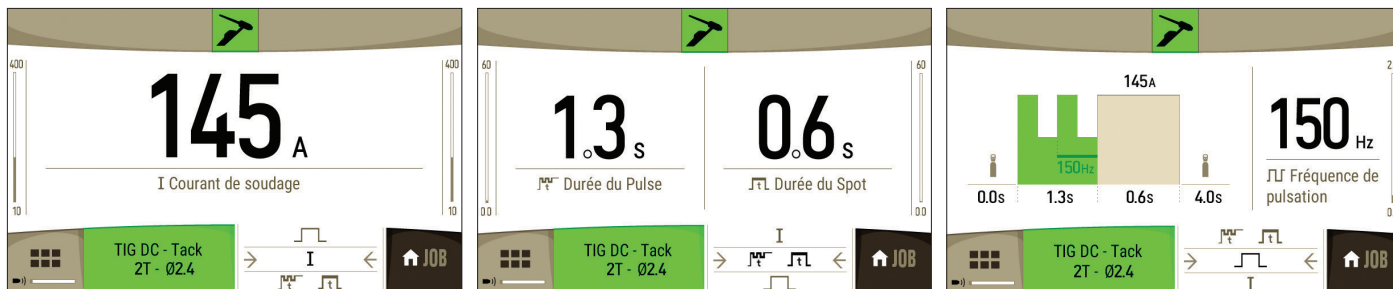 400
400
145 A
I Courant de soudage
10
10
TIG DC - Tack
2T - Ø2.4
I
t
t
JOB
60
60
1.3 s
0.6 s
t Durée du Pulse
t Durée du Spot
0.0
0.0
TIG DC - Tack
2T - Ø2.4
I
t
t
JOB
145A
150Hz
0.0s
1.3s
0.6s
4.0s
150 Hz
Fréquence de
pulsation
TIG DC - Tack
2T - Ø2.4
t
t
I
JOB